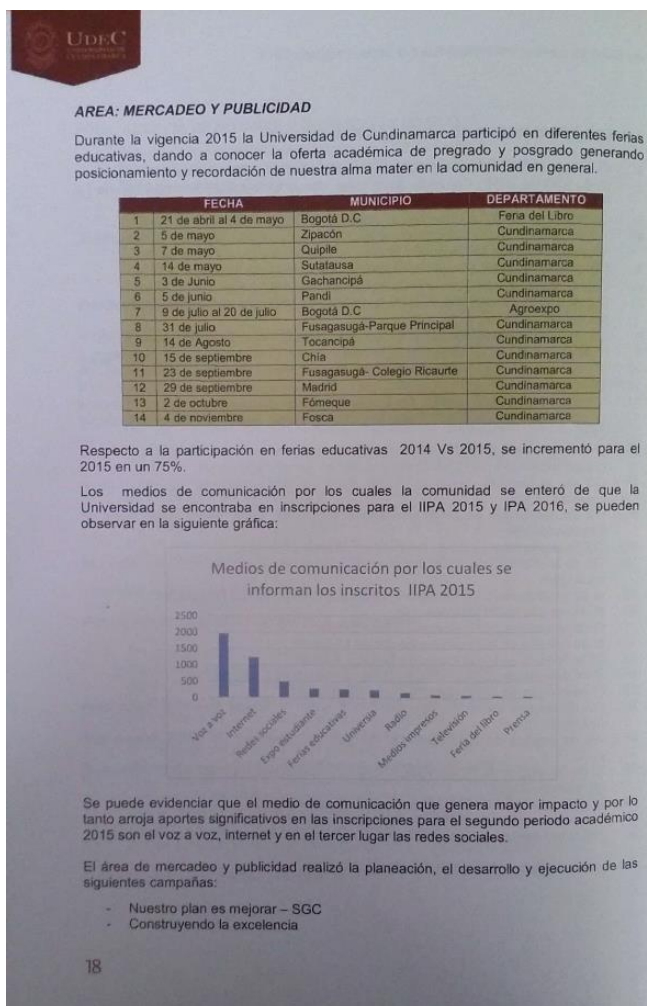 UDEC
UNIVERSIDAD DE
CUNDINAMARCA
AREA: MERCADEO Y PUBLICIDAD
Durante la vigencia 2015 la Universidad de Cundinamarca participó en diferentes ferias
educativas, dando a conocer la oferta académica de pregrado y posgrado generando
posicionamiento y recordación de nuestra alma mater en la comunidad en general.
FECHA MUNICIPIO DEPARTAMENTO
1 21 de abril al 4 de mayo Bogotá D.C Feria del Libro
2 5 de mayo Zipacón Cundinamarca
3 7 de mayo Quipile Cundinamarca
4 14 de mayo Sutatausa Cundinamarca
5 3 de Junio Gachancipá Cundinamarca
6 5 de junio Pandi Cundinamarca
7 9 de julio al 20 de julio Bogotá D.C Agroexpo
8 31 de julio Fusagasugá-Parque Principal Cundinamarca
9 14 de Agosto Tocancipá Cundinamarca
10 15 de septiembre Chía Cundinamarca
11 23 de septiembre Fusagasugá- Colegio Ricaurte Cundinamarca
12 29 de septiembre Madrid Cundinamarca
13 2 de octubre Fómeque Cundinamarca
14 4 de noviembre Fosca Cundinamarca
Respecto a la participación en ferias educativas 2014 Vs 2015, se incrementó para el
2015 en un 75%.
Los medios de comunicación por los cuales la comunidad se enteró de que la
Universidad se encontraba en inscripciones para el IIPA 2015 y IPA 2016, se pueden
observar en la siguiente gráfica:
Medios de comunicación por los cuales se
informan los inscritos IIPA 2015
2500
2000
1500
1000
500
0
Voz a voz
Internet
Redes sociales
Expo estudiante
Ferias educativas
Universia
Radio
Medios impresos
Televisión
Feria del libro
Prensa
Se puede evidenciar que el medio de comunicación que genera mayor impacto y por lo
tanto arroja aportes significativos en las inscripciones para el segundo periodo académico
2015 son el voz a voz, internet y en el tercer lugar las redes sociales.
El área de mercadeo y publicidad realizó la planeación, el desarrollo y ejecución de las
siguientes campañas:
- Nuestro plan es mejorar – SGC
- Construyendo la excelencia
18